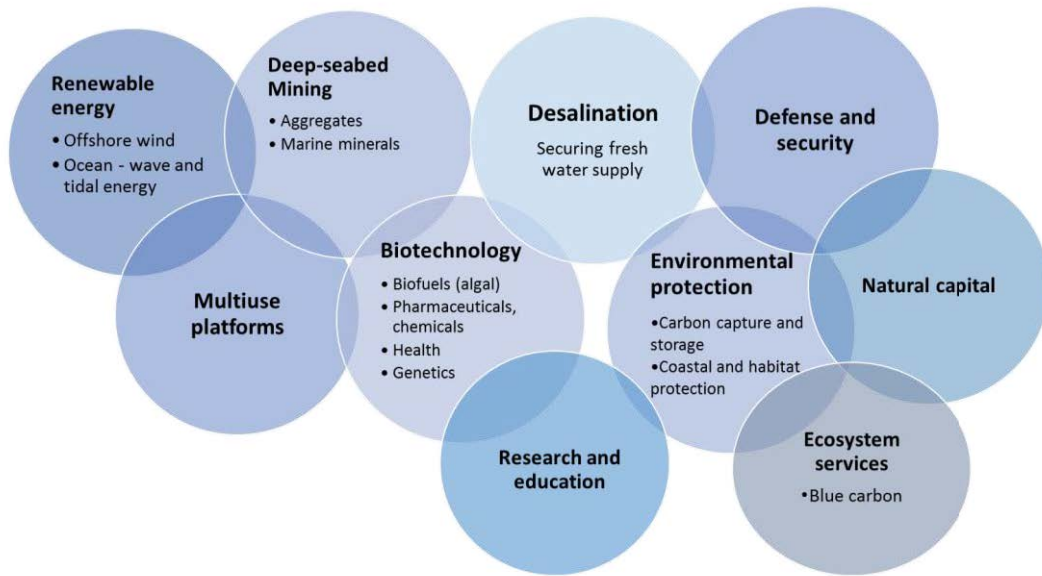 Renewable
energy
• Offshore wind
• Ocean - wave and
tidal energy
Deep-seabed
Mining
• Aggregates
• Marine minerals
Desalination
Securing fresh
water supply
Defense and
security
Multiuse
platforms
Biotechnology
• Biofuels (algal)
• Pharmaceuticals,
chemicals
• Health
• Genetics
Environmental
protection
•Carbon capture and
storage
•Coastal and habitat
protection
Natural capital
Research and
education
Ecosystem
services
•Blue carbon